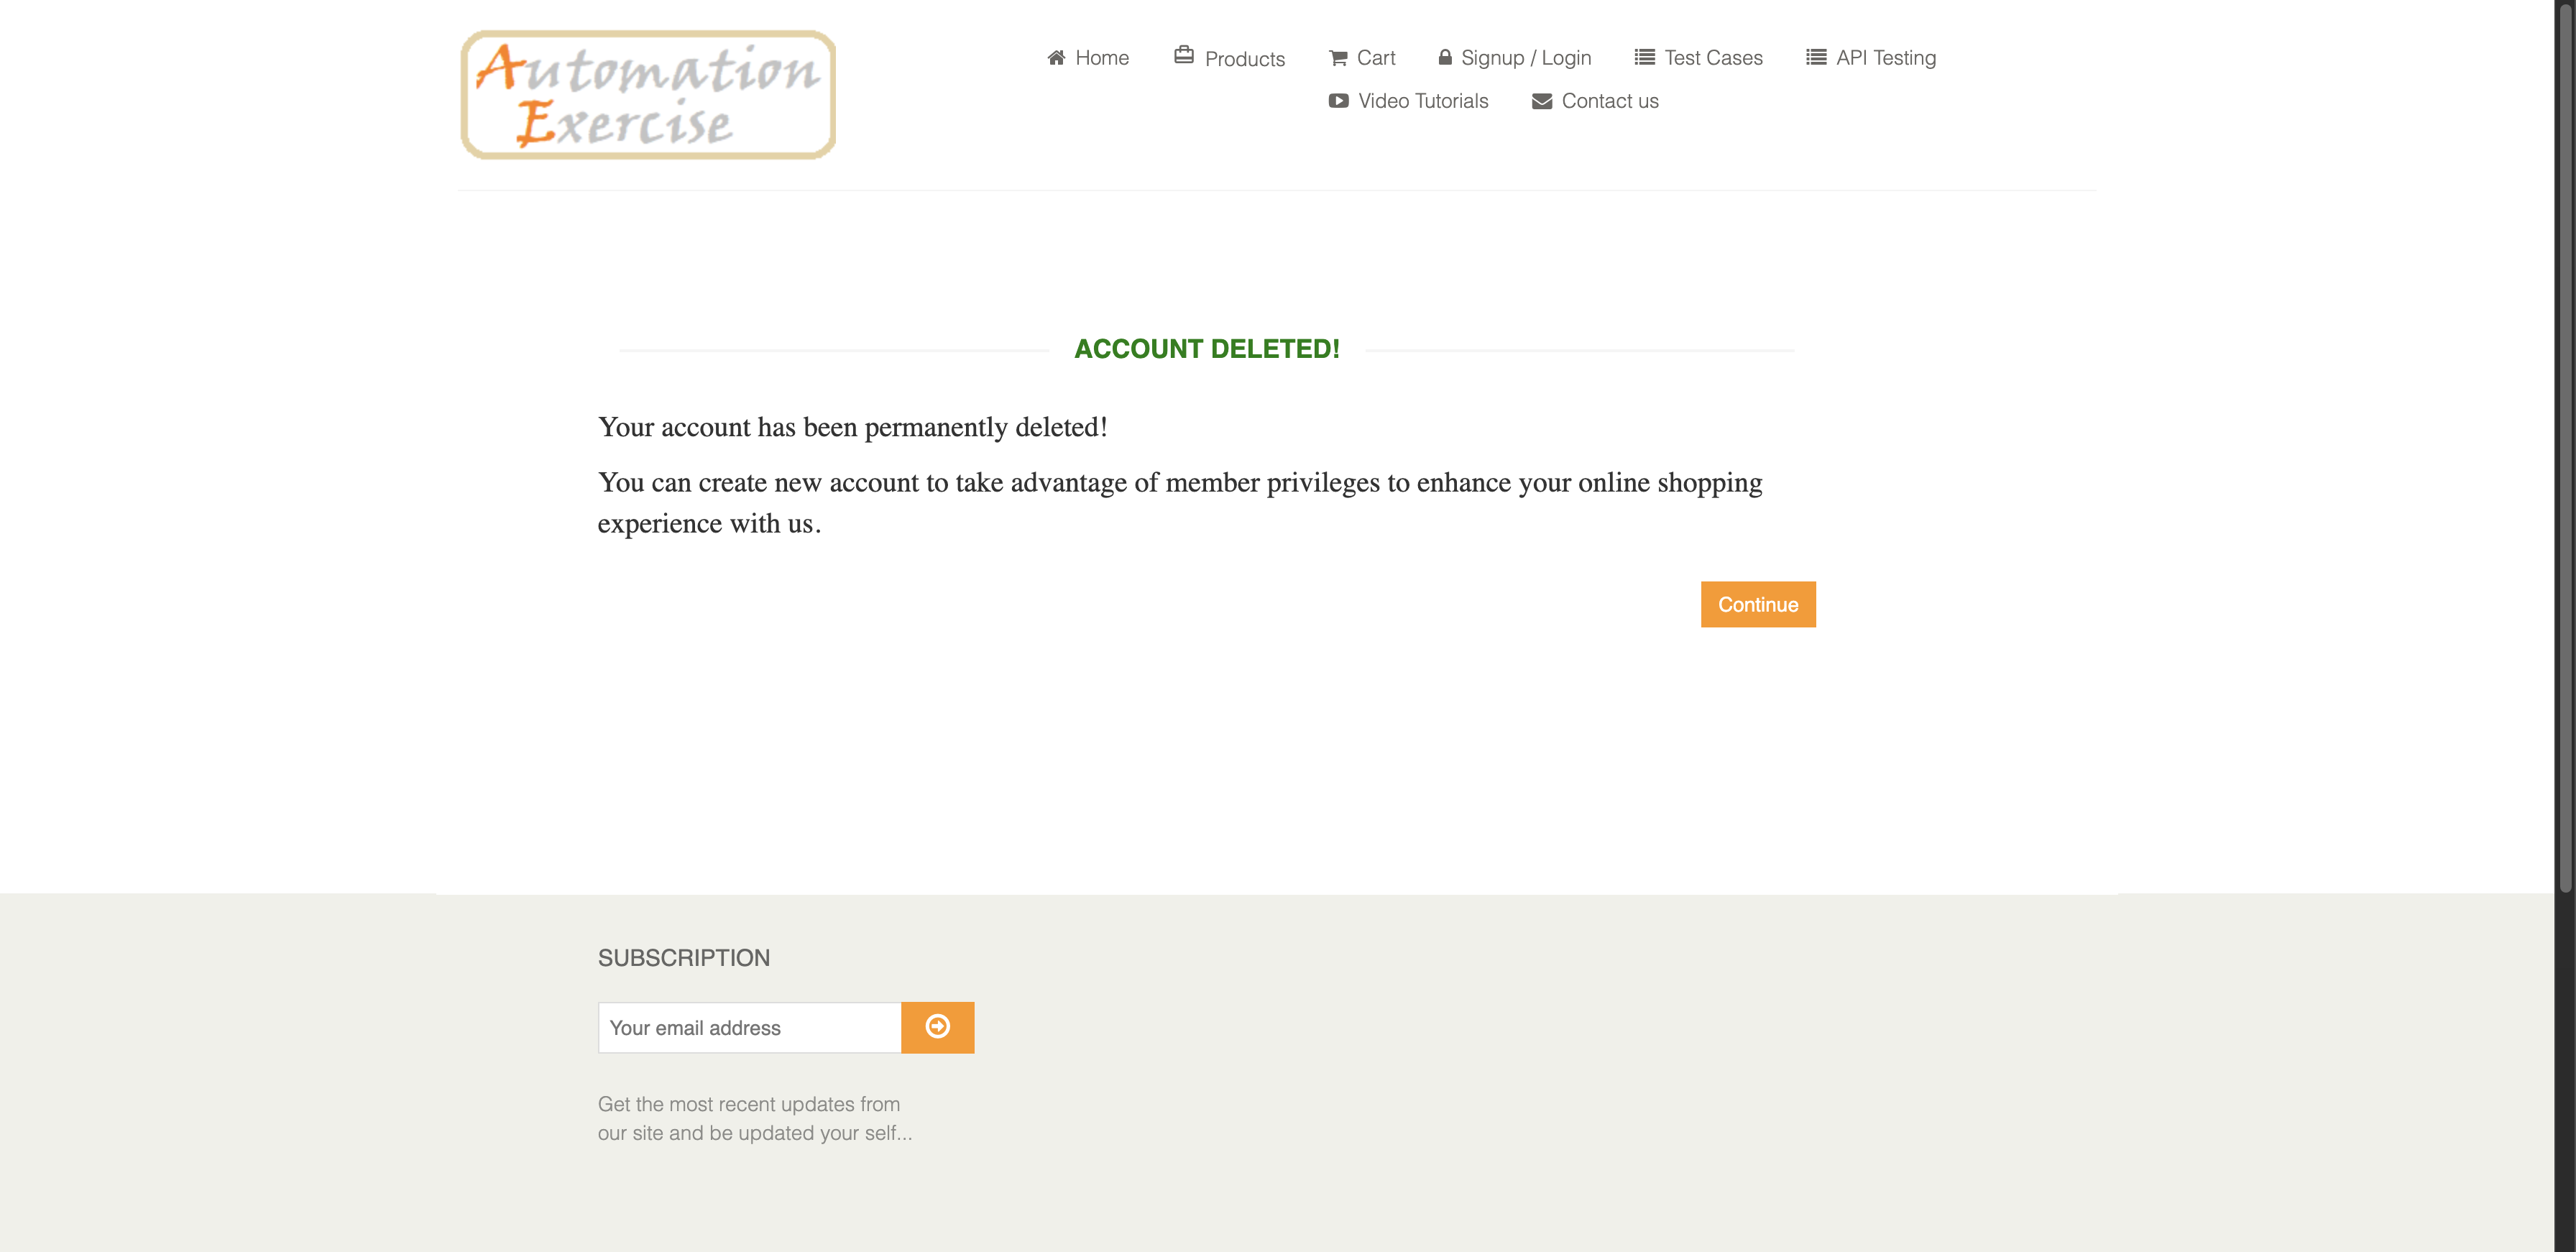 Automation
Exercise
Home
Products
Cart
Signup / Login
Test Cases
API Testing
Video Tutorials
Contact us
ACCOUNT DELETED!
Your account has been permanently deleted!
You can create new account to take advantage of member privileges to enhance your online shopping
experience with us.
Continue
SUBSCRIPTION
Your email address
Get the most recent updates from
our site and be updated your self...